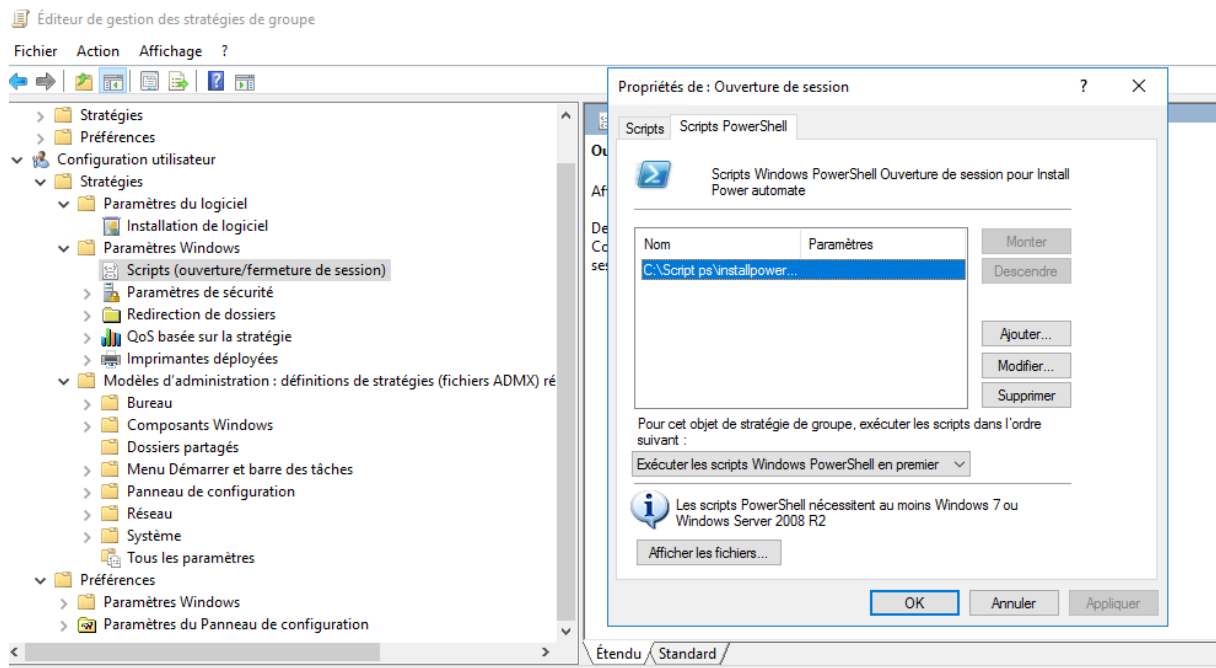 Éditeur de gestion des stratégies de groupe
Fichier Action Affichage ?
Stratégies
Préférences
Configuration utilisateur
Stratégies
Paramètres du logiciel
Installation de logiciel
Paramètres Windows
Scripts (ouverture/fermeture de session)
Paramètres de sécurité
Redirection de dossiers
QoS basée sur la stratégie
Imprimantes déployées
Modèles d'administration : définitions de stratégies (fichiers ADMX) ré
Bureau
Composants Windows
Dossiers partagés
Menu Démarrer et barre des tâches
Panneau de configuration
Réseau
Système
Tous les paramètres
Préférences
Paramètres Windows
Paramètres du Panneau de configuration
Ou
Af
De
Co
ses
Propriétés de : Ouverture de session
?
Scripts
Scripts PowerShell
Scripts Windows PowerShell Ouverture de session pour Install
Power automate
Nom Paramètres
C:\Script ps\installpower...
Monter
Descendre
Ajouter...
Modifier...
Supprimer
Pour cet objet de stratégie de groupe, exécuter les scripts dans l'ordre
suivant :
Exécuter les scripts Windows PowerShell en premier
Les scripts PowerShell nécessitent au moins Windows 7 ou
Windows Server 2008 R2
Afficher les fichiers...
OK Annuler Appliquer
Étendu Standard